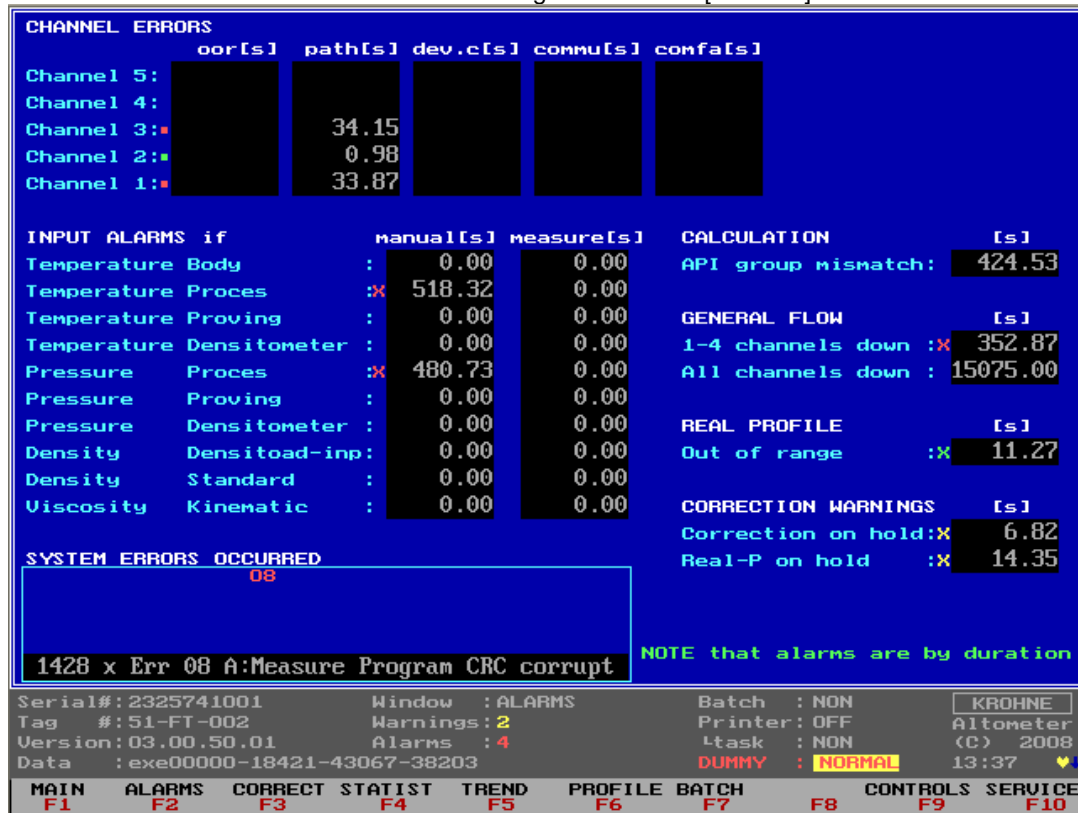 CHANNEL ERRORS
oor[s] path[s] dev.c[s] commu[s] comfa[s]
Channel 5:
Channel 4:
Channel 3: 34.15
Channel 2: 0.98
Channel 1: 33.87
INPUT ALARMS if manual[s] measure[s]
Temperature Body : 0.00 0.00
Temperature Proces :X 518.32 0.00
Temperature Proving : 0.00 0.00
Temperature Densitometer : 0.00 0.00
Pressure Proces :X 480.73 0.00
Pressure Proving : 0.00 0.00
Pressure Densitometer : 0.00 0.00
Density Densitoad-inp: 0.00 0.00
Density Standard : 0.00 0.00
Viscosity Kinematic : 0.00 0.00
CALCULATION [s]
API group mismatch: 424.53
GENERAL FLOW [s]
1-4 channels down :X 352.87
All channels down : 15075.00
REAL PROFILE [s]
Out of range :X 11.27
CORRECTION WARNINGS [s]
Correction on hold:X 6.82
Real-P on hold :X 14.35
SYSTEM ERRORS OCCURRED
08
1428 x Err 08 A:Measure Program CRC corrupt
NOTE that alarms are by duration
Serial#:2325741001 Window :ALARMS Batch : NON KROHNE
Tag #:51-FT-002 Warnings:2 Printer: OFF Altometer
Version:03.00.50.01 Alarms :4 └task : NON (C) 2008
Data :exe00000-18421-43067-38203 DUMMY : NORMAL 13:37
MAIN ALARMS CORRECT STATIST TREND PROFILE BATCH CONTROLS SERVICE
F1 F2 F3 F4 F5 F6 F7 F8 F9 F10